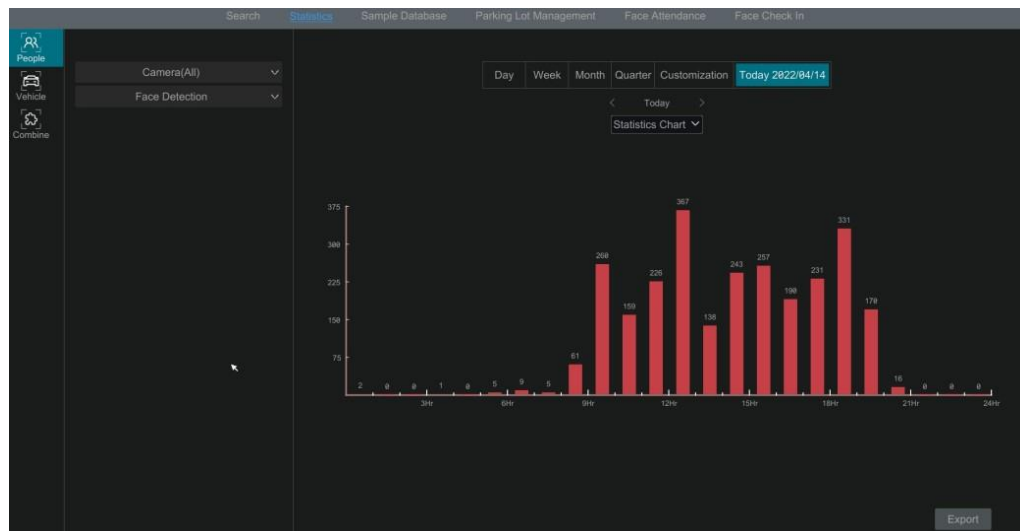 Search Statistics Sample Database Parking Lot Management Face Attendance Face Check In
People
Vehicle
Combine
Camera(All)
Face Detection
Day Week Month Quarter Customization Today 2022/04/14
< Today >
Statistics Chart
375
300
225
150
75
2 0 0 1 0 5 9 5 61 260 159 226 367 138 243 257 190 231 331 170 16 0 0 0
3Hr 6Hr 9Hr 12Hr 15Hr 18Hr 21Hr 24Hr
Export